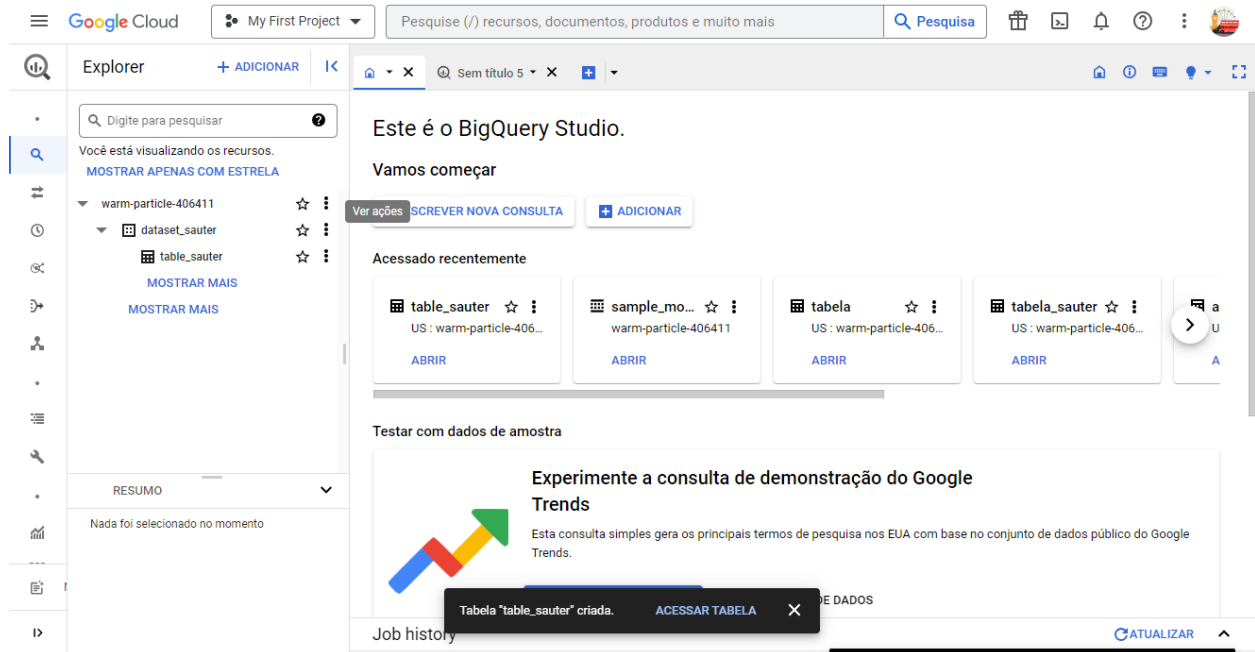 Google Cloud
My First Project
Pesquise (/) recursos, documentos, produtos e muito mais
Pesquisa
Explorer
+ ADICIONAR
Sem título 5
Digite para pesquisar
Você está visualizando os recursos.
MOSTRAR APENAS COM ESTRELA
warm-particle-406411
dataset_sauter
table_sauter
MOSTRAR MAIS
MOSTRAR MAIS
RESUMO
Nada foi selecionado no momento
Este é o BigQuery Studio.
Vamos começar
Ver ações
SCREVER NOVA CONSULTA
ADICIONAR
Acessado recentemente
table_sauter
US : warm-particle-406...
ABRIR
sample_mo...
warm-particle-406411
ABRIR
tabela
US : warm-particle-406...
ABRIR
tabela_sauter
US : warm-particle-406...
ABRIR
a
U
A
Testar com dados de amostra
Experimente a consulta de demonstração do Google
Trends
Esta consulta simples gera os principais termos de pesquisa nos EUA com base no conjunto de dados público do Google
Trends.
DE DADOS
Tabela "table_sauter" criada.
ACESSAR TABELA
Job history
ATUALIZAR